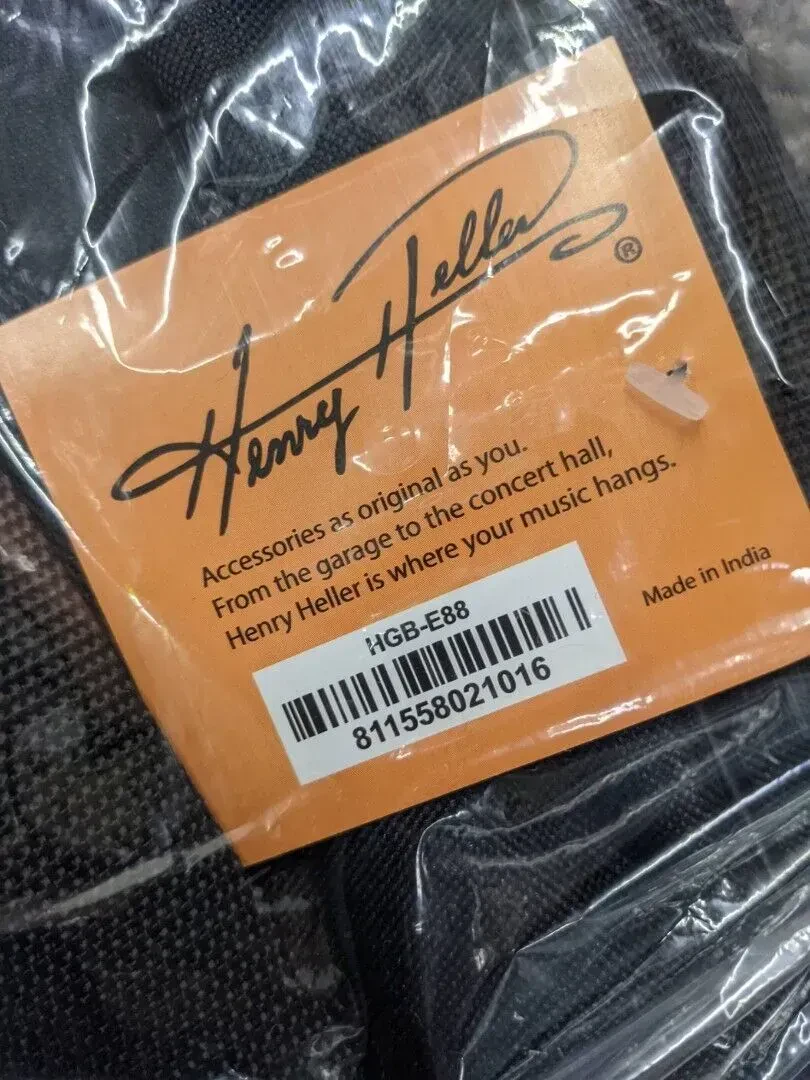 Henry Heller ®
Accessories as original as you.
From the garage to the concert hall,
Henry Heller is where your music hangs.
Made in India
HGB-E88
811558021016